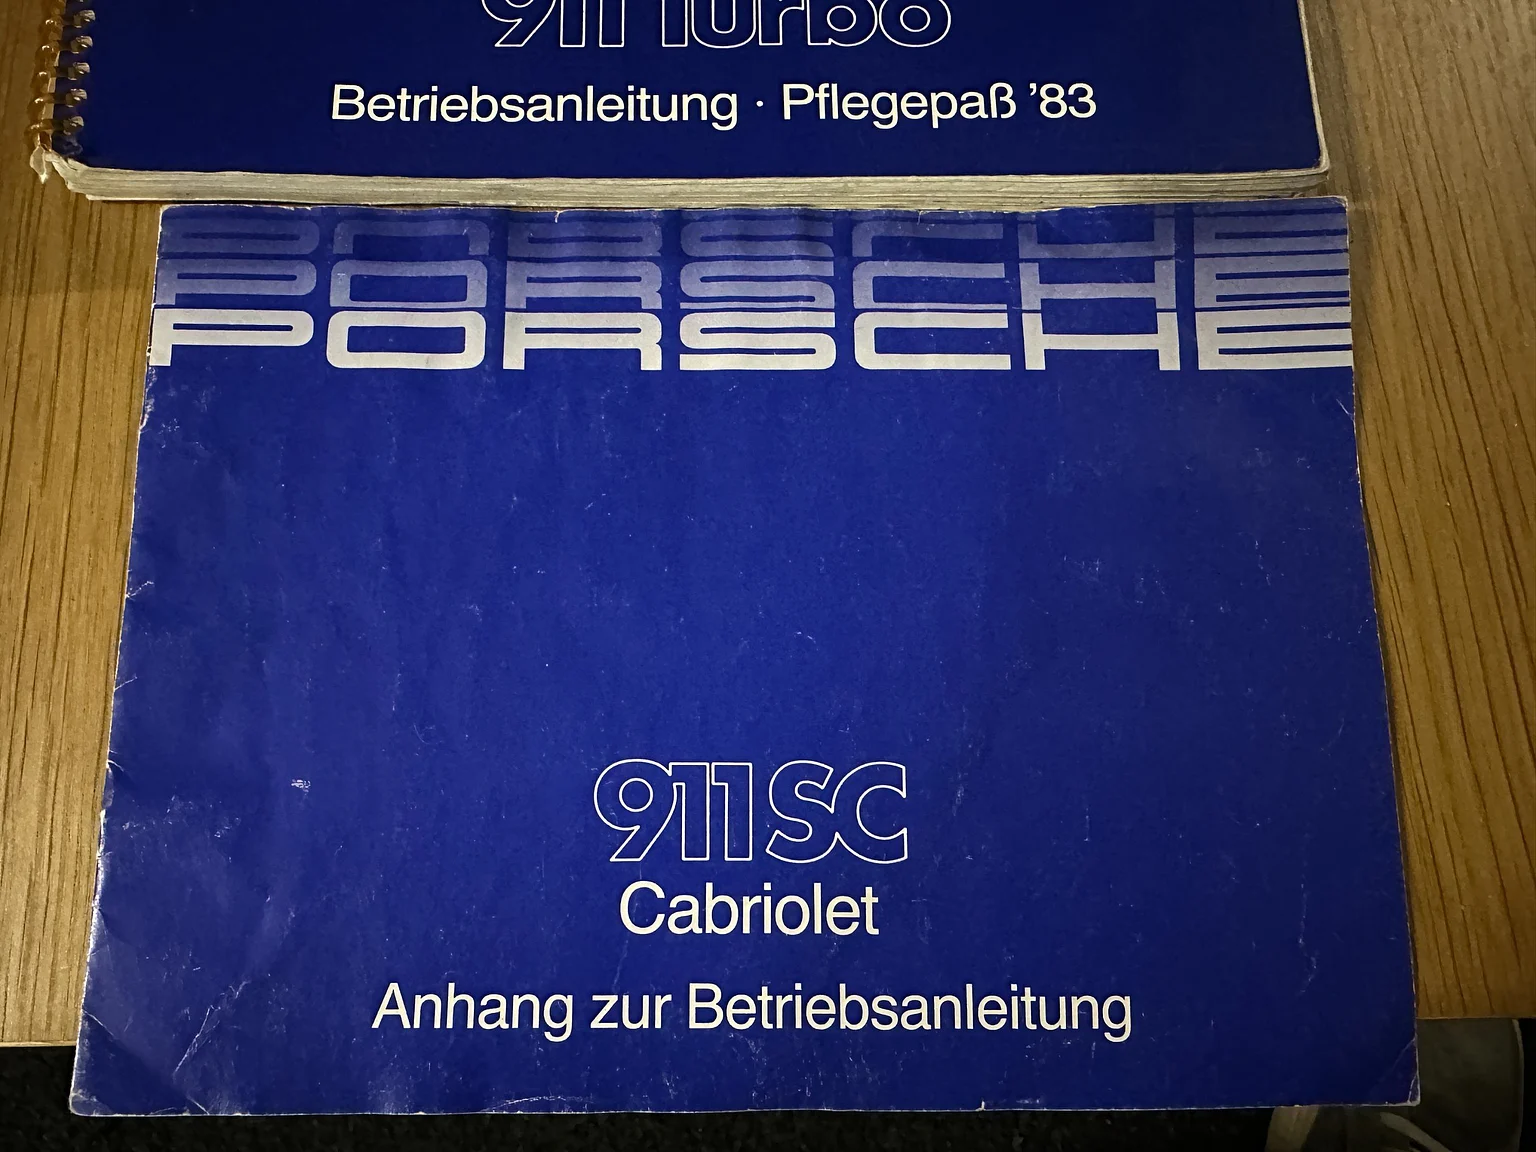 911 Turbo
Betriebsanleitung · Pflegepaß ’83
PORSCHE
PORSCHE
PORSCHE
911 SC
Cabriolet
Anhang zur Betriebsanleitung